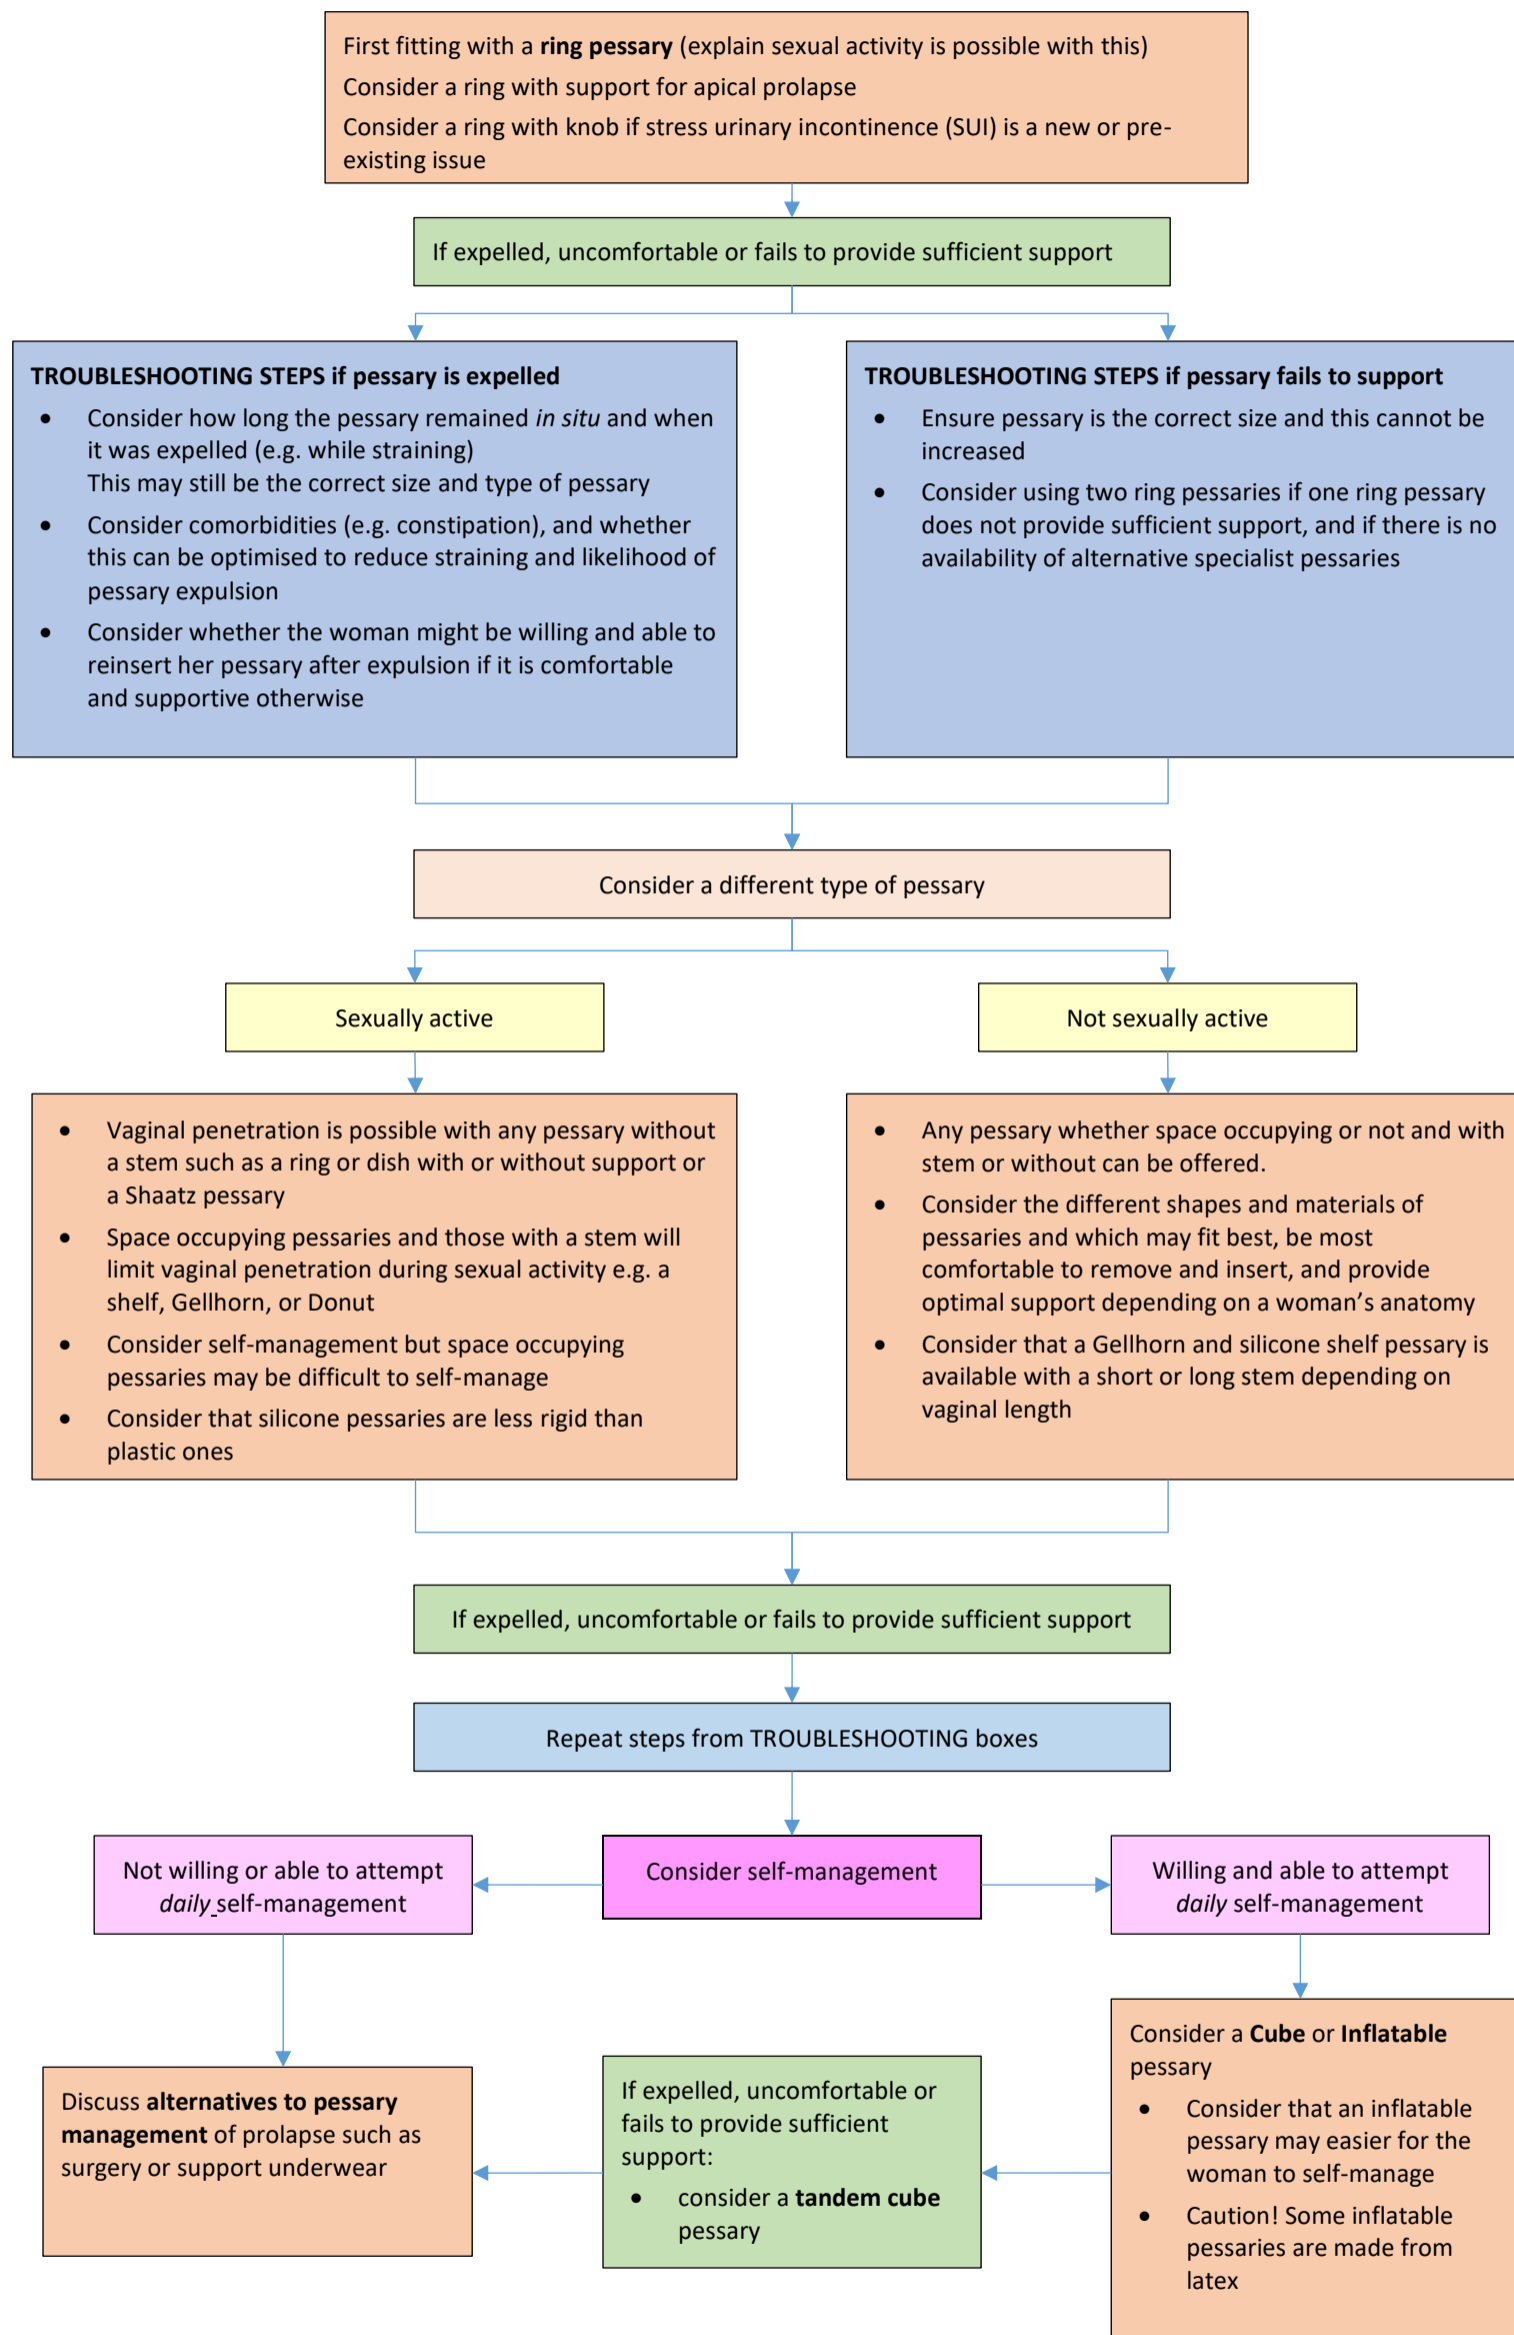 First fitting with a ring pessary (explain sexual activity is possible with this)
Consider a ring with support for apical prolapse
Consider a ring with knob if stress urinary incontinence (SUI) is a new or pre-
existing issue
If expelled, uncomfortable or fails to provide sufficient support
TROUBLESHOOTING STEPS if pessary is expelled
• Consider how long the pessary remained in situ and when
it was expelled (e.g. while straining)
This may still be the correct size and type of pessary
• Consider comorbidities (e.g. constipation), and whether
this can be optimised to reduce straining and likelihood of
pessary expulsion
• Consider whether the woman might be willing and able to
reinsert her pessary after expulsion if it is comfortable
and supportive otherwise
TROUBLESHOOTING STEPS if pessary fails to support
• Ensure pessary is the correct size and this cannot be
increased
• Consider using two ring pessaries if one ring pessary
does not provide sufficient support, and if there is no
availability of alternative specialist pessaries
Consider a different type of pessary
Sexually active
Not sexually active
• Vaginal penetration is possible with any pessary without
a stem such as a ring or dish with or without support or
a Shaatz pessary
• Space occupying pessaries and those with a stem will
limit vaginal penetration during sexual activity e.g. a
shelf, Gellhorn, or Donut
• Consider self-management but space occupying
pessaries may be difficult to self-manage
• Consider that silicone pessaries are less rigid than
plastic ones
• Any pessary whether space occupying or not and with
stem or without can be offered.
• Consider the different shapes and materials of
pessaries and which may fit best, be most
comfortable to remove and insert, and provide
optimal support depending on a woman’s anatomy
• Consider that a Gellhorn and silicone shelf pessary is
available with a short or long stem depending on
vaginal length
If expelled, uncomfortable or fails to provide sufficient support
Repeat steps from TROUBLESHOOTING boxes
Not willing or able to attempt
daily self-management
Consider self-management
Willing and able to attempt
daily self-management
Discuss alternatives to pessary
management of prolapse such as
surgery or support underwear
If expelled, uncomfortable or
fails to provide sufficient
support:
• consider a tandem cube
pessary
Consider a Cube or Inflatable
pessary
• Consider that an inflatable
pessary may easier for the
woman to self-manage
• Caution! Some inflatable
pessaries are made from
latex